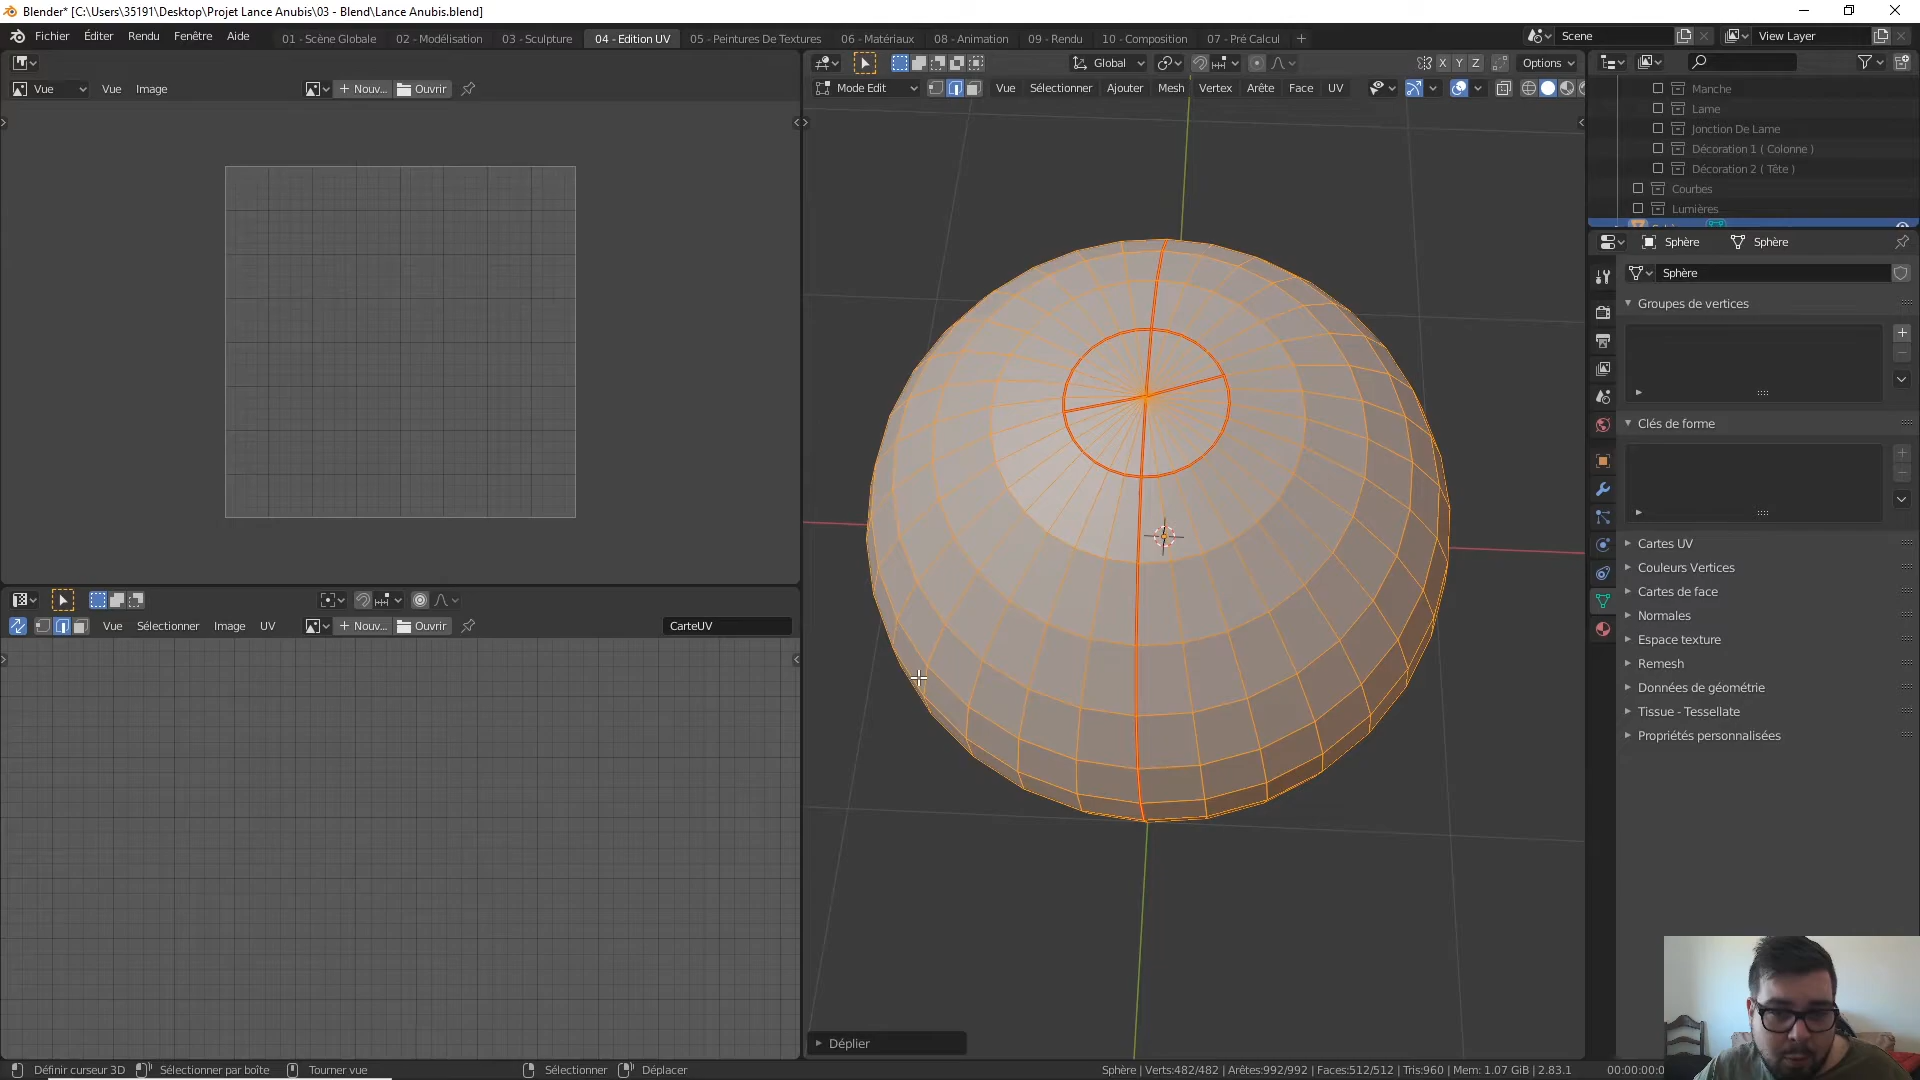 Blender* [C:\Users\35191\Desktop\Projet Lance Anubis\03 - Blend\Lance Anubis.blend]
Fichier Éditer Rendu Fenêtre Aide 01 - Scène Globale 02 - Modélisation 03 - Sculpture 04 - Edition UV 05 - Peintures De Textures 06 - Matériaux 08 - Animation 09 - Rendu 10 - Composition 07 - Pré Calcul + Scene View Layer
Global X Y Z Options
Vue Vue Image + Nouv... Ouvrir Mode Edit Vue Sélectionner Ajouter Mesh Vertex Arête Face UV
Manche
Lame
Jonction De Lame
Décoration 1 ( Colonne )
Décoration 2 ( Tête )
Courbes
Lumières
Sphère Sphère
Sphère
Groupes de vertices
Clés de forme
Cartes UV
Couleurs Vertices
Cartes de face
Normales
Espace texture
Remesh
Données de géométrie
Tissue - Tessellate
Propriétés personnalisées
Vue Sélectionner Image UV + Nouv... Ouvrir CarteUV
Déplier
Définir curseur 3D Sélectionner par boîte Tourner vue Sélectionner Déplacer Sphère | Verts:482/482 | Arêtes:992/992 | Faces:512/512 | Tris:960 | Mem: 1.07 GiB | 2.83.1 00:00:00:0